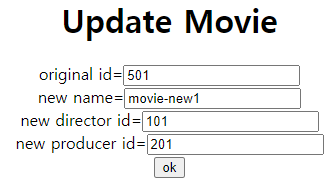 Update Movie
original id=501
new name=movie-new1
new director id=101
new producer id=201
ok